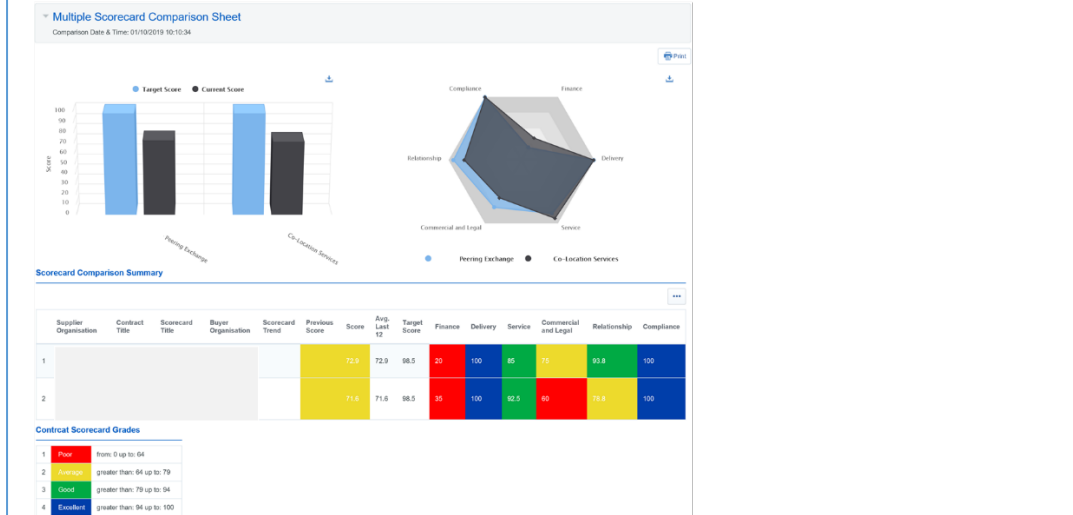 Multiple Scorecard Comparison Sheet
Comparison Date & Time: 01/10/2019 10:10:34
Print
Target Score Current Score
Score
100
90
80
70
60
50
40
30
20
10
0
Peering Exchange
Co-Location Services
Compliance Finance
Relationship Delivery
Commercial and Legal Service
Peering Exchange Co-Location Services
Scorecard Comparison Summary
Supplier Organisation Contract Title Scorecard Title Buyer Organisation Scorecard Trend Previous Score Score Avg. Last 12 Target Score Finance Delivery Service Commercial and Legal Relationship Compliance
1 72.9 72.9 98.5 20 100 85 75 93.8 100
2 71.6 71.6 98.5 35 100 92.5 60 78.8 100
Contrcat Scorecard Grades
1 Poor from: 0 up to: 64
2 Average greater than: 64 up to: 79
3 Good greater than: 79 up to: 94
4 Excellent greater than: 94 up to: 100